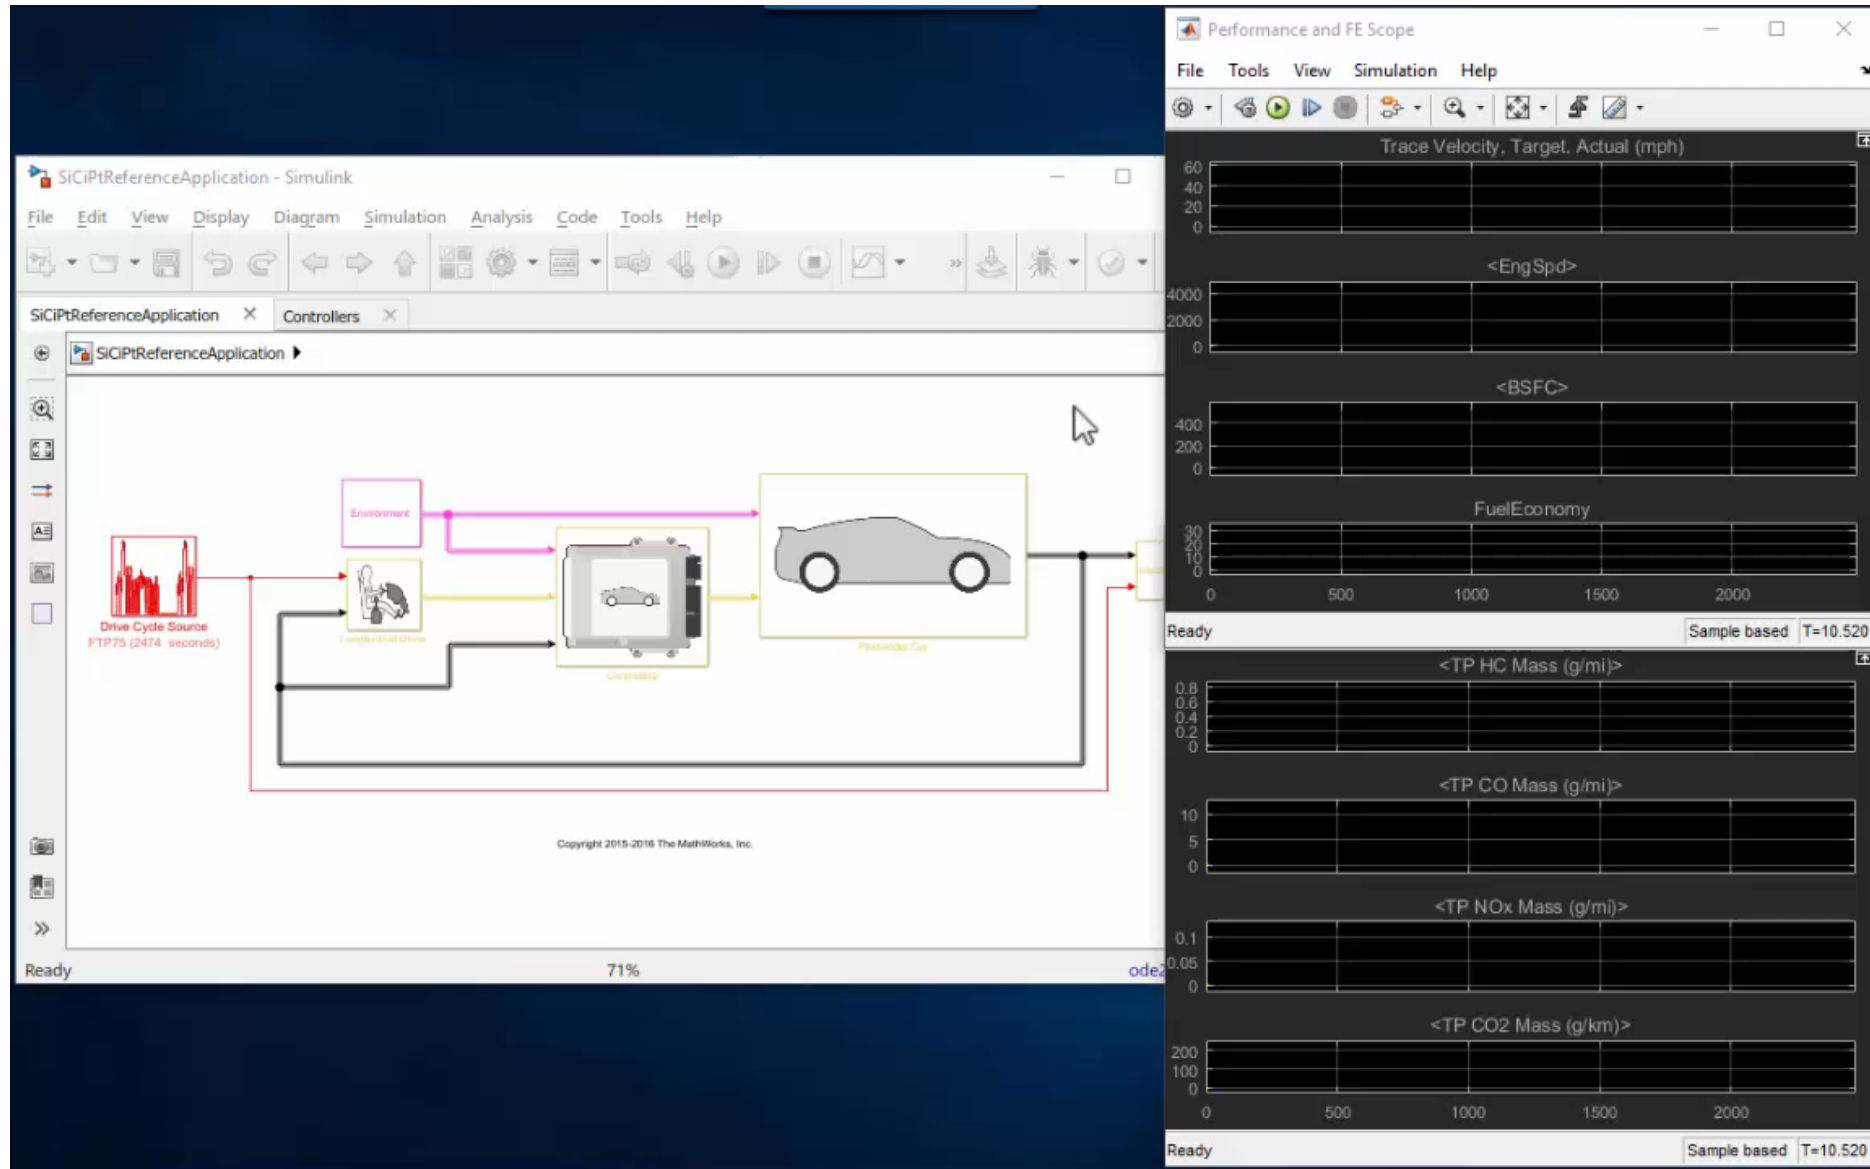 SiCiPtReferenceApplication - Simulink
File Edit View Display Diagram Simulation Analysis Code Tools Help
SiCiPtReferenceApplication
Controllers
SiCiPtReferenceApplication
Environment
Drive Cycle Source
FTP75 (2474 seconds)
Longitudinal Driver
Controllers
Passenger Car
Copyright 2015-2016 The MathWorks, Inc.
Ready
71%
Performance and FE Scope
File Tools View Simulation Help
Trace Velocity, Target, Actual (mph)
60
40
20
0
<EngSpd>
4000
2000
0
<BSFC>
400
200
0
FuelEconomy
30
20
10
0
0 500 1000 1500 2000
Ready
Sample based T=10.520
<TP HC Mass (g/mi)>
0.8
0.6
0.4
0.2
0
<TP CO Mass (g/mi)>
10
5
0
<TP NOx Mass (g/mi)>
0.1
0.05
0
<TP CO2 Mass (g/km)>
200
100
0
0 500 1000 1500 2000
Ready
Sample based T=10.520